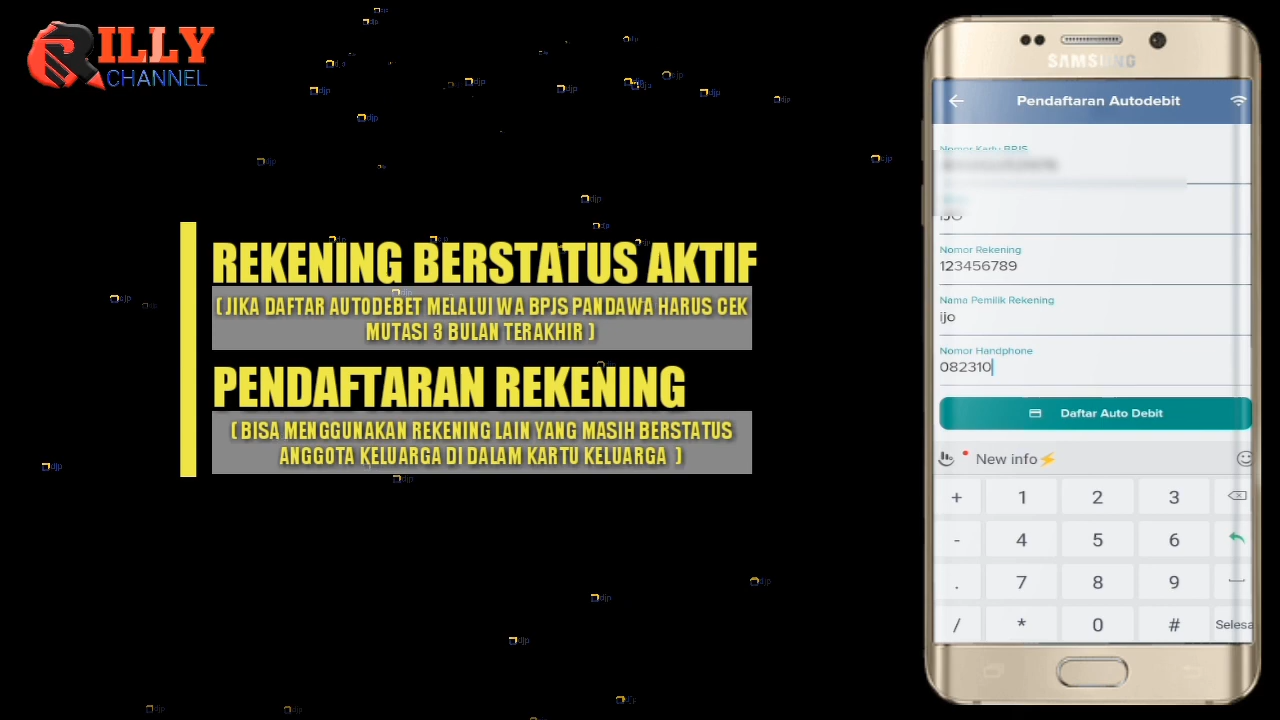 RILLY
CHANNEL
REKENING BERSTATUS AKTIF
( JIKA DAFTAR AUTODEBET MELALUI WA BPJS PANDAWA HARUS CEK
MUTASI 3 BULAN TERAKHIR )
PENDAFTARAN REKENING
( BISA MENGGUNAKAN REKENING LAIN YANG MASIH BERSTATUS
ANGGOTA KELUARGA DI DALAM KARTU KELUARGA )
SAMSUNG
Pendaftaran Autodebit
Nomor Kartu BPJS
ijo
Nomor Rekening
123456789
Nama Pemilik Rekening
ijo
Nomor Handphone
082310
Daftar Auto Debit
New info⚡
+ 1 2 3
- 4 5 6
. 7 8 9
/ * 0 #
Selesa